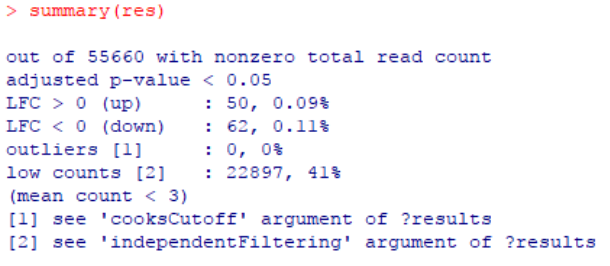 > summary(res)
out of 55660 with nonzero total read count
adjusted p-value < 0.05
LFC > 0 (up)       : 50, 0.09%
LFC < 0 (down)     : 62, 0.11%
outliers [1]       : 0, 0%
low counts [2]     : 22897, 41%
(mean count < 3)
[1] see 'cooksCutoff' argument of ?results
[2] see 'independentFiltering' argument of ?results